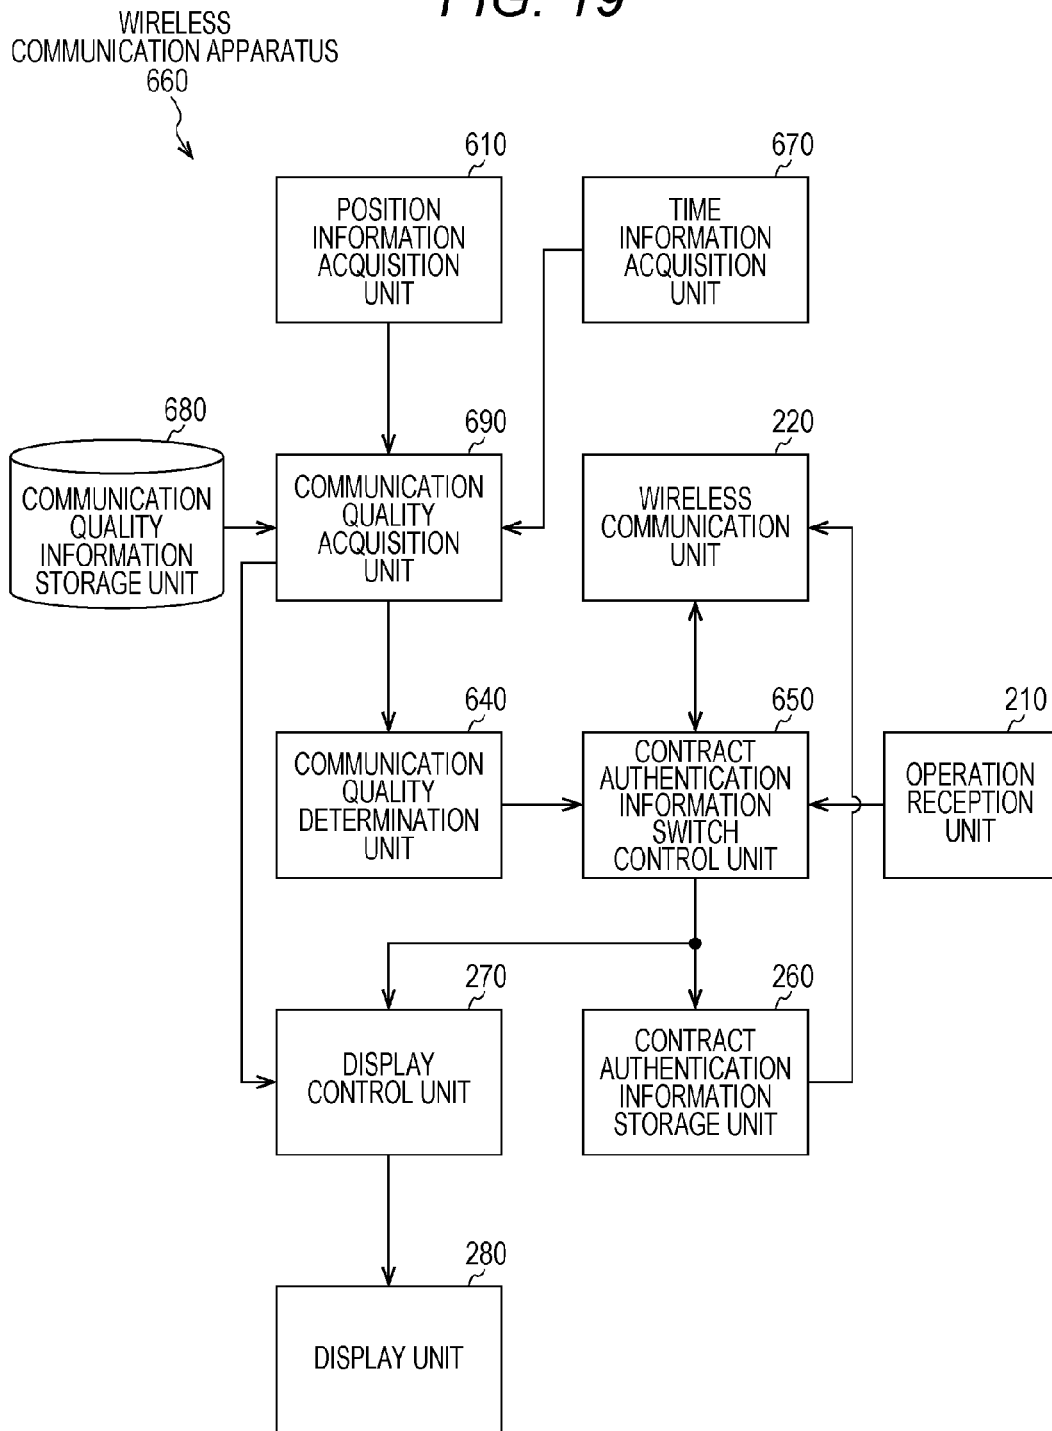 FIG. 19
WIRELESS
COMMUNICATION APPARATUS
660
610
POSITION
INFORMATION
ACQUISITION
UNIT
670
TIME
INFORMATION
ACQUISITION
UNIT
680
COMMUNICATION
QUALITY
INFORMATION
STORAGE UNIT
690
COMMUNICATION
QUALITY
ACQUISITION
UNIT
220
WIRELESS
COMMUNICATION
UNIT
640
COMMUNICATION
QUALITY
DETERMINATION
UNIT
650
CONTRACT
AUTHENTICATION
INFORMATION
SWITCH
CONTROL UNIT
210
OPERATION
RECEPTION
UNIT
270
DISPLAY
CONTROL UNIT
260
CONTRACT
AUTHENTICATION
INFORMATION
STORAGE UNIT
280
DISPLAY UNIT